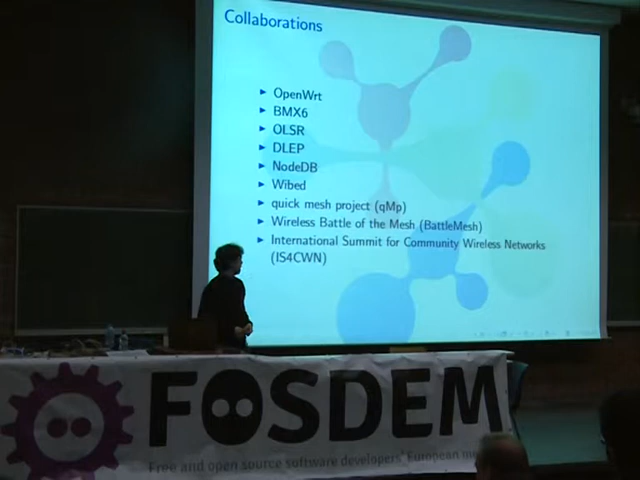 Collaborations
► OpenWrt
► BMX6
► OLSR
► DLEP
► NodeDB
► Wibed
► quick mesh project (qMp)
► Wireless Battle of the Mesh (BattleMesh)
► International Summit for Community Wireless Networks
(IS4CWN)
FOSDEM
Free and open source software developers' European